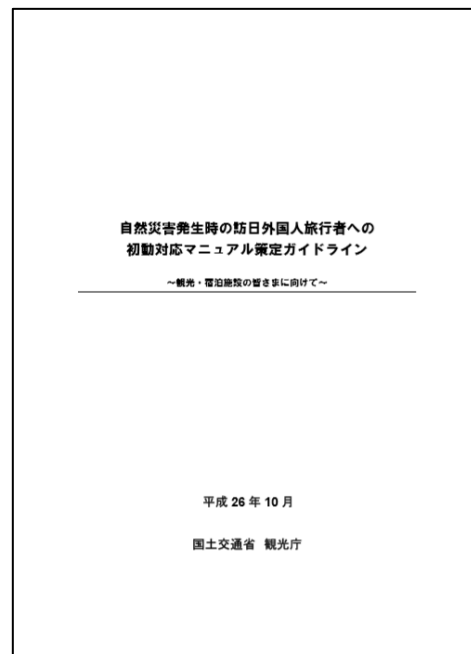 自然災害発生時の訪日外国人旅行者への
初動対応マニュアル策定ガイドライン
～観光・宿泊施設の皆さまに向けて～
平成 26 年 10 月
国土交通省 観光庁